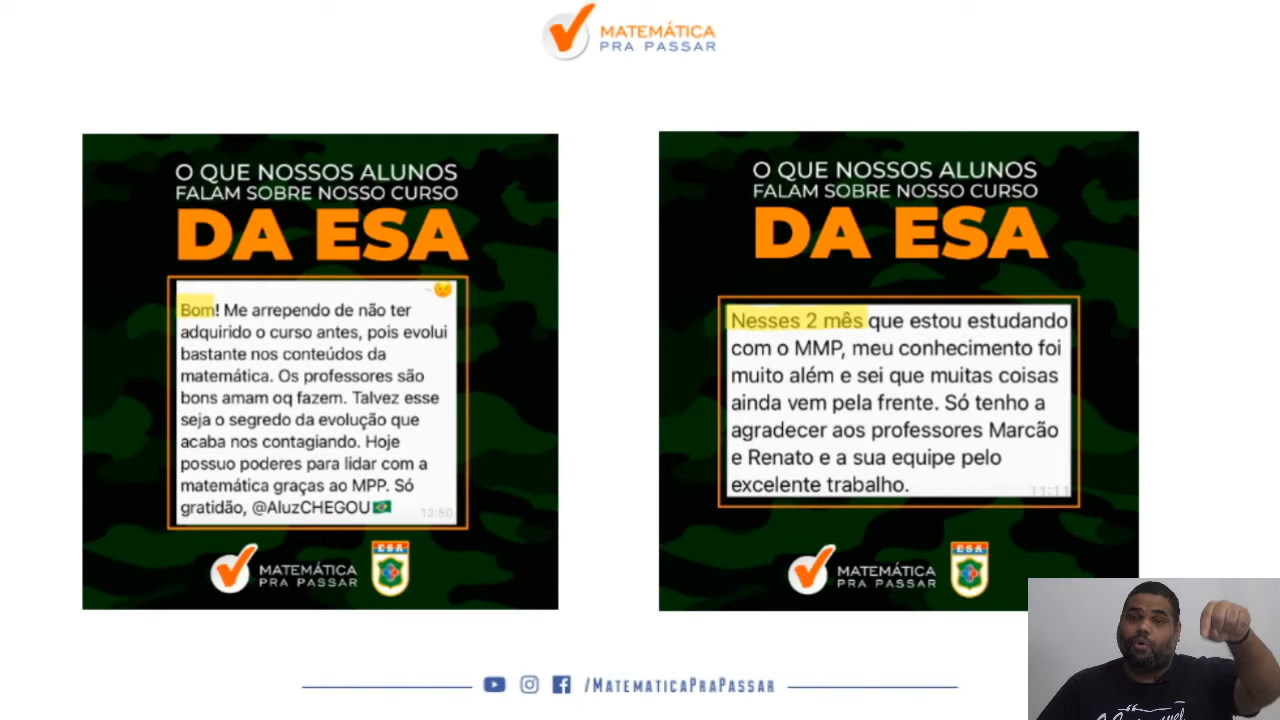 MATEMÁTICA
PRA PASSAR
O QUE NOSSOS ALUNOS
FALAM SOBRE NOSSO CURSO
DA ESA
Bom! Me arrependo de não ter
adquirido o curso antes, pois evolui
bastante nos conteúdos da
matemática. Os professores são
bons amam oq fazem. Talvez esse
seja o segredo da evolução que
acaba nos contagiando. Hoje
possuo poderes para lidar com a
matemática graças ao MPP. Só
gratidão, @AluzCHEGOU🇧🇷
12:50
MATEMÁTICA
PRA PASSAR
ESA
O QUE NOSSOS ALUNOS
FALAM SOBRE NOSSO CURSO
DA ESA
Nesses 2 mês que estou estudando
com o MMP, meu conhecimento foi
muito além e sei que muitas coisas
ainda vem pela frente. Só tenho a
agradecer aos professores Marcão
e Renato e a sua equipe pelo
excelente trabalho.
11:11
MATEMÁTICA
PRA PASSAR
ESA
/MATEMATICAPRAPASSAR